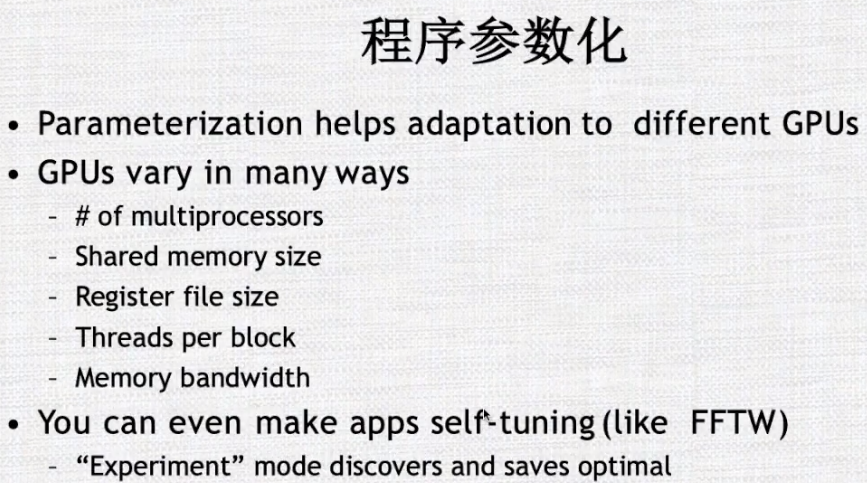 程序参数化
• Parameterization helps adaptation to different GPUs
• GPUs vary in many ways
– # of multiprocessors
– Shared memory size
– Register file size
– Threads per block
– Memory bandwidth
• You can even make apps self-tuning (like FFTW)
– “Experiment” mode discovers and saves optimal